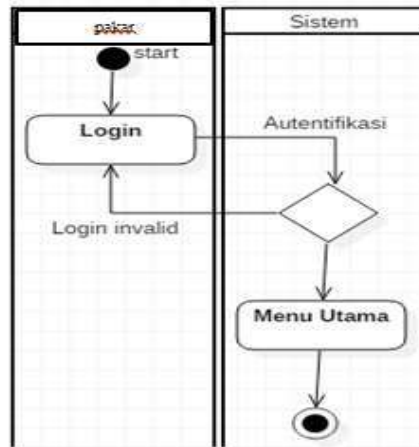 pakar
Sistem
start
Login
Autentifikasi
Login invalid
Menu Utama